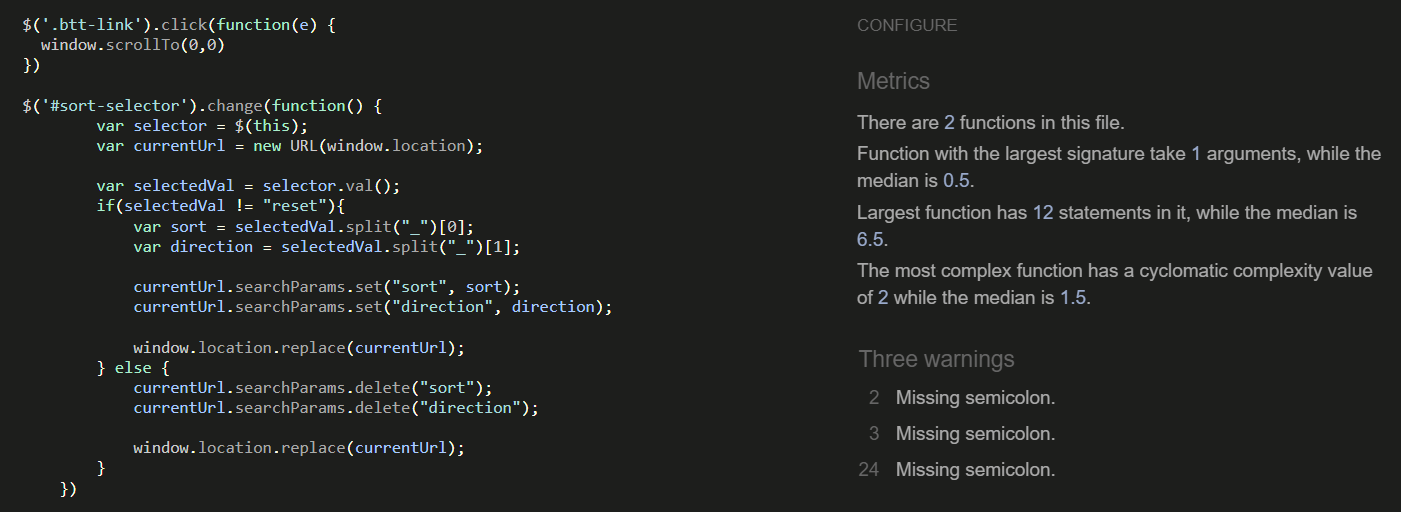 $('.btt-link').click(function(e) {
  window.scrollTo(0,0)
})

$('#sort-selector').change(function() {
        var selector = $(this);
        var currentUrl = new URL(window.location);

        var selectedVal = selector.val();
        if(selectedVal != "reset"){
            var sort = selectedVal.split("_")[0];
            var direction = selectedVal.split("_")[1];

            currentUrl.searchParams.set("sort", sort);
            currentUrl.searchParams.set("direction", direction);

            window.location.replace(currentUrl);
        } else {
            currentUrl.searchParams.delete("sort");
            currentUrl.searchParams.delete("direction");

            window.location.replace(currentUrl);
        }
    })
CONFIGURE
Metrics
There are 2 functions in this file.
Function with the largest signature take 1 arguments, while the
median is 0.5.
Largest function has 12 statements in it, while the median is
6.5.
The most complex function has a cyclomatic complexity value
of 2 while the median is 1.5.
Three warnings
2 Missing semicolon.
3 Missing semicolon.
24 Missing semicolon.